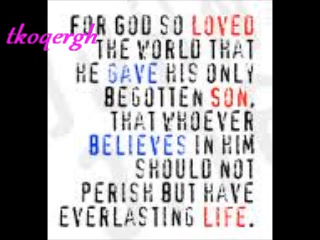 FOR GOD SO LOVED
tkoqergh
THE WORLD THAT
HE GAVE HIS ONLY
BEGOTTEN SON,
THAT WHOEVER
BELIEVES IN HIM
SHOULD NOT
PERISH BUT HAVE
EVERLASTING LIFE.